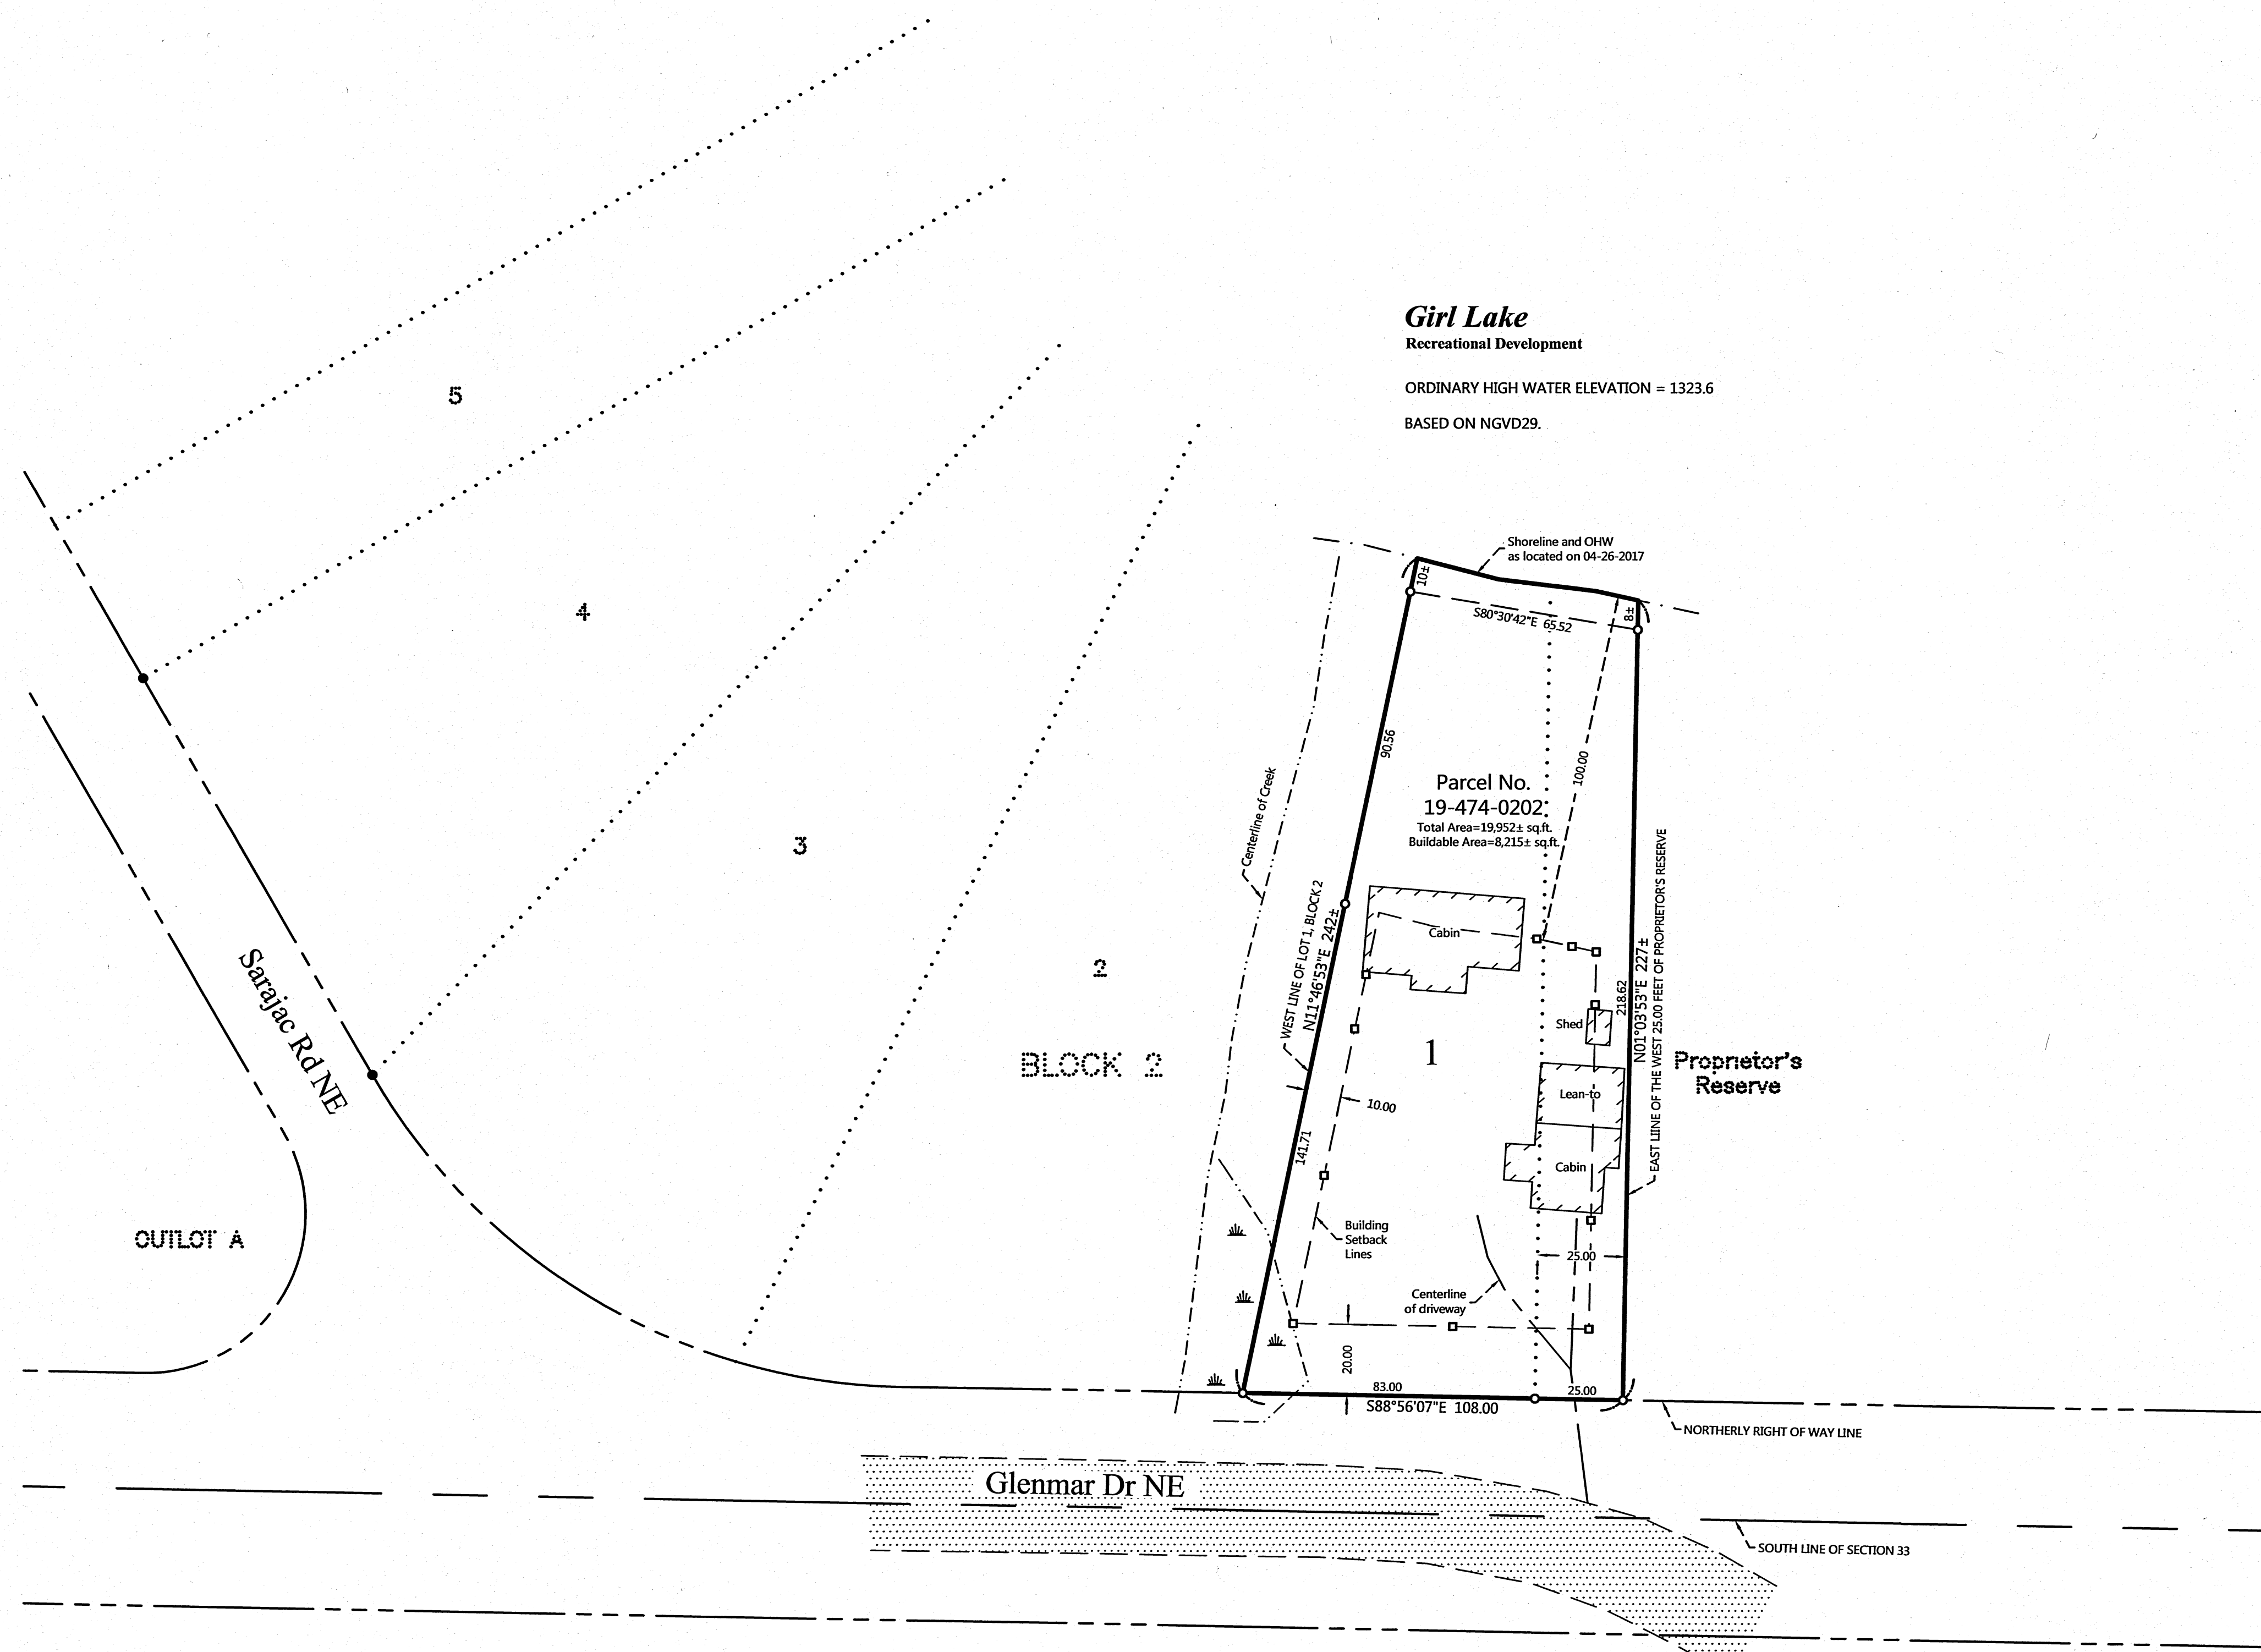 Girl Lake
Recreational Development
ORDINARY HIGH WATER ELEVATION = 1323.6
BASED ON NGVD29.
5
4
3
2
BLOCK 2
Sarajac Rd NE
OUTLOT A
Shoreline and OHW
as located on 04-26-2017
10±
S80°30'42"E 65.52
8±
90.56
100.00
Parcel No.
19-474-0202
Total Area=19,952± sq.ft.
Buildable Area=8,215± sq.ft.
Centerline of Creek
WEST LINE OF LOT 1, BLOCK 2
N11°46'53"E 242±
Cabin
218.62
N01°03'53"E 227±
EAST LIINE OF THE WEST 25.00 FEET OF PROPRIETOR'S RESERVE
Shed
1
Proprietor's
Reserve
Lean-to
10.00
141.71
Cabin
Building
Setback
Lines
25.00
Centerline
of driveway
20.00
83.00
25.00
S88°56'07"E 108.00
NORTHERLY RIGHT OF WAY LINE
Glenmar Dr NE
SOUTH LINE OF SECTION 33